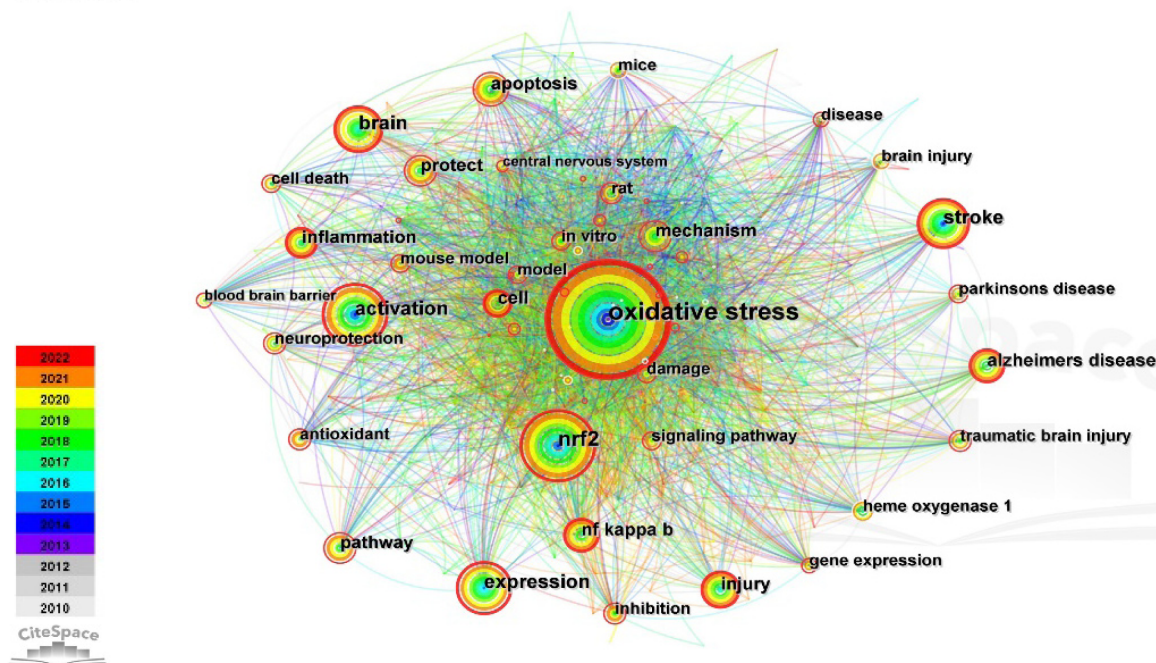 mice
apoptosis
disease
brain
brain injury
central nervous system
protect
cell death
rat
stroke
mechanism
inflammation
in vitro
mouse model
model
parkinsons disease
blood brain barrier
cell
activation
oxidative stress
neuroprotection
alzheimers disease
damage
antioxidant
nrf2
signaling pathway
traumatic brain injury
heme oxygenase 1
nf kappa b
pathway
gene expression
expression
injury
inhibition
2022
2021
2020
2019
2018
2017
2016
2015
2014
2013
2012
2011
2010
CiteSpace